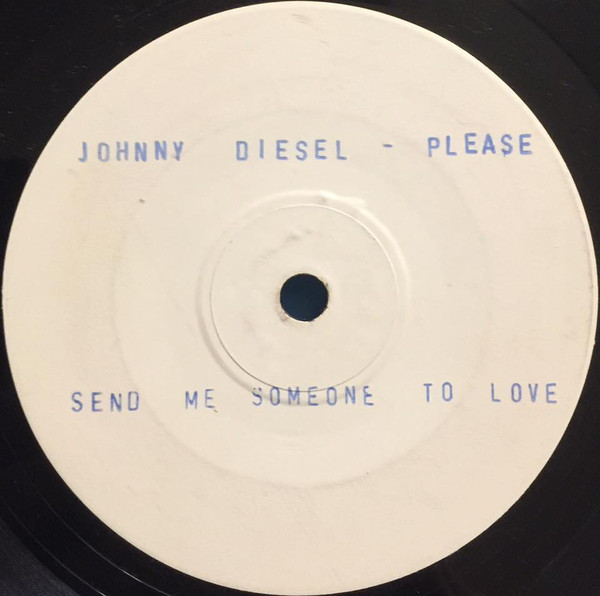 JOHNNY DIESEL - PLEASE
SEND ME SOMEONE TO LOVE